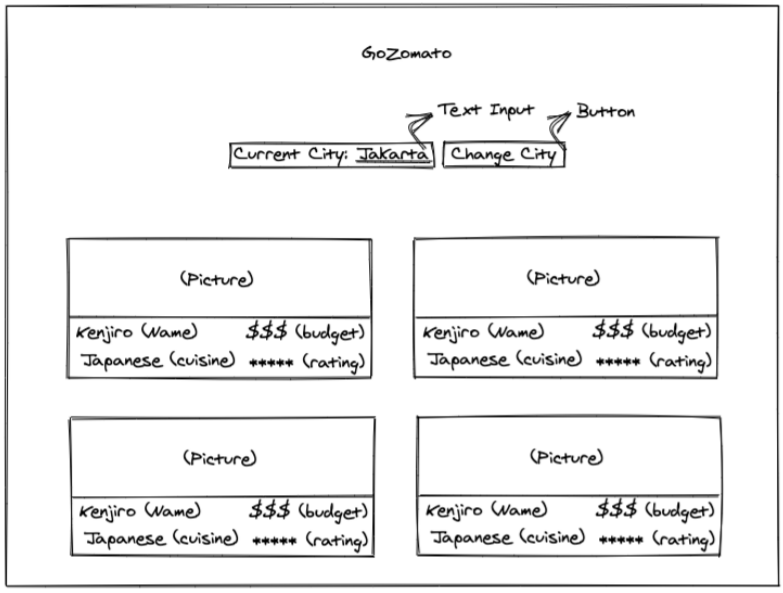 GoZomato
Text Input
Button
Current City: Jakarta
Change City
(Picture)
Kenjiro (Name) $$$ (budget)
Japanese (cuisine) ***** (rating)
(Picture)
Kenjiro (Name) $$$ (budget)
Japanese (cuisine) ***** (rating)
(Picture)
Kenjiro (Name) $$$ (budget)
Japanese (cuisine) ***** (rating)
(Picture)
Kenjiro (Name) $$$ (budget)
Japanese (cuisine) ***** (rating)